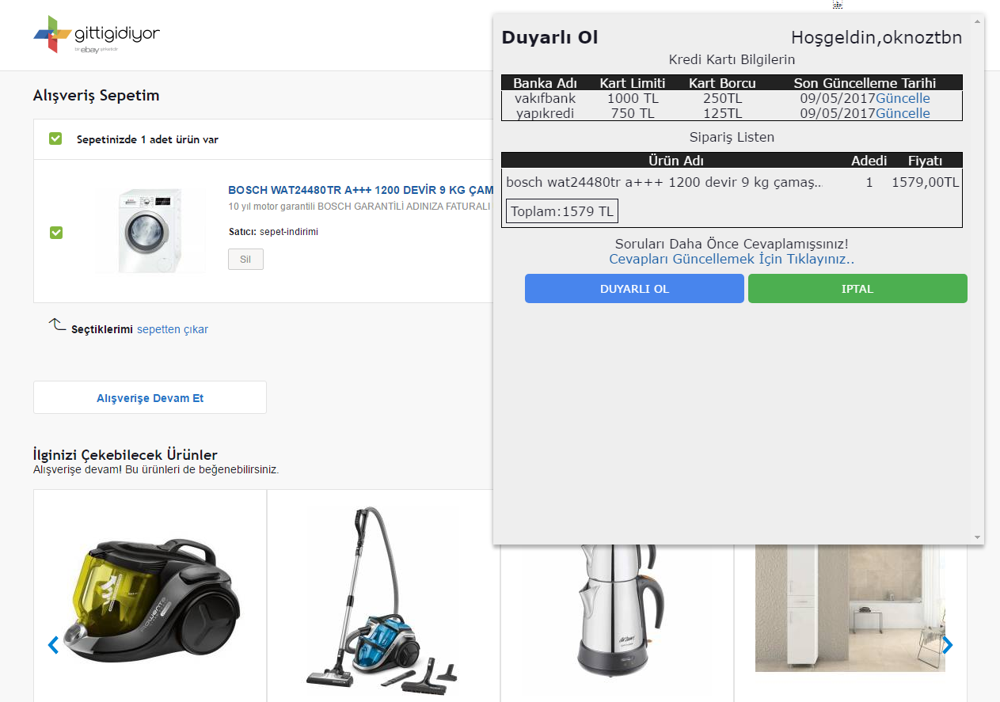 gittigidiyor
bir ebay şirketidir
Alışveriş Sepetim
Sepetinizde 1 adet ürün var
BOSCH WAT24480TR A+++ 1200 DEVİR 9 KG ÇAM
10 yıl motor garantili BOSCH GARANTİLİ ADINIZA FATURALI
Satıcı: sepet-indirimi
Sil
Seçtiklerimi sepetten çıkar
Alışverişe Devam Et
İlginizi Çekebilecek Ürünler
Alışverişe devam! Bu ürünleri de beğenebilirsiniz.
Duyarlı Ol
Hoşgeldin,oknoztbn
Kredi Kartı Bilgilerin
Banka Adı Kart Limiti Kart Borcu Son Güncelleme Tarihi
vakıfbank 1000 TL 250TL 09/05/2017Güncelle
yapıkredi 750 TL 125TL 09/05/2017Güncelle
Sipariş Listen
Ürün Adı Adedi Fiyatı
bosch wat24480tr a+++ 1200 devir 9 kg çamaş... 1 1579,00TL
Toplam:1579 TL
Soruları Daha Önce Cevaplamışsınız!
Cevapları Güncellemek İçin Tıklayınız..
DUYARLI OL
IPTAL
ROWENTA